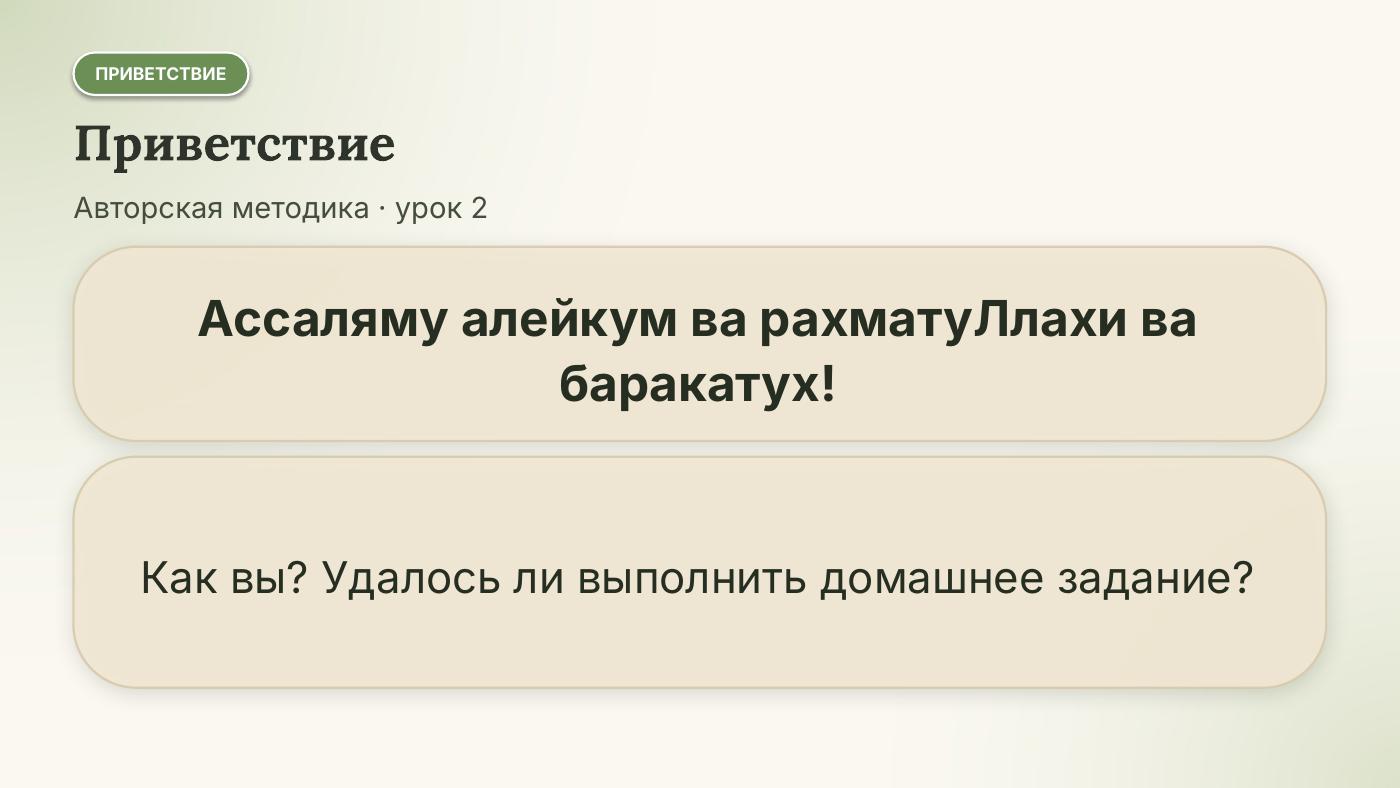 ПРИВЕТСТВИЕ
Приветствие
Авторская методика · урок 2
Ассаляму алейкум ва рахматуЛлахи ва
баракатух!
Как вы? Удалось ли выполнить домашнее задание?